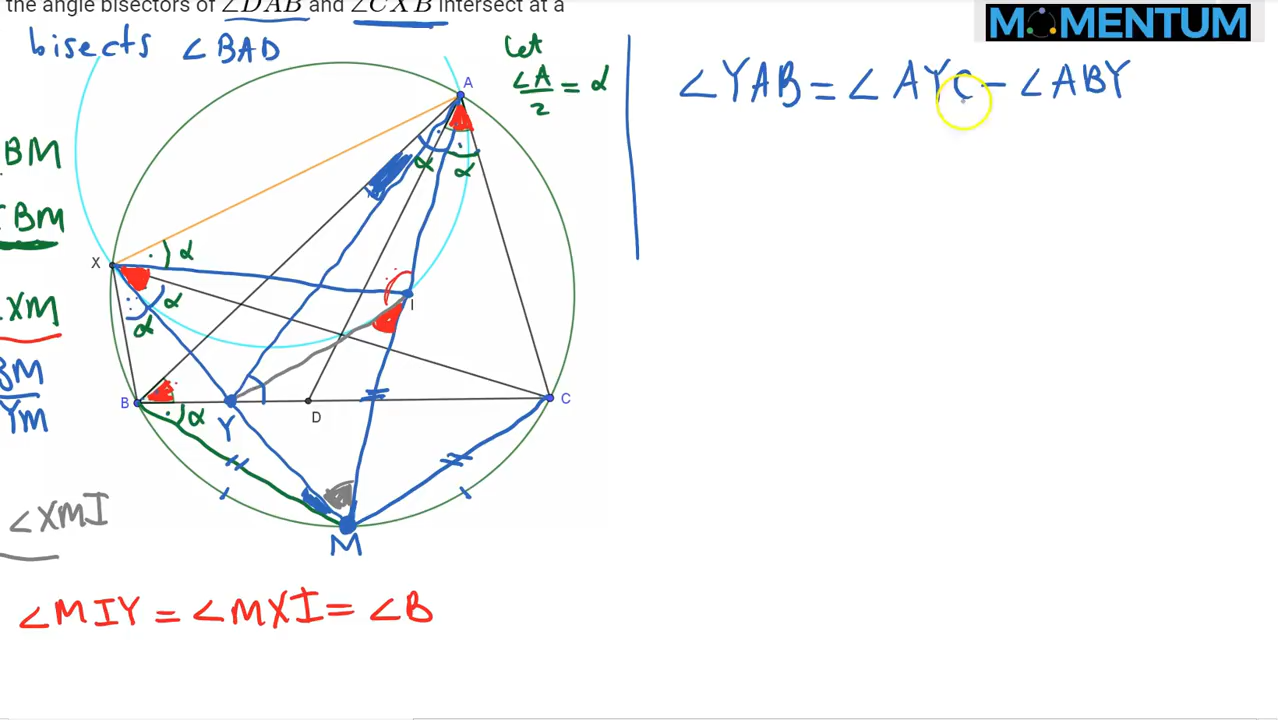 the angle bisectors of ∠DAB and ∠CXB intersect at a
MOMENTUM
bisects ∠BAD
let
∠A/2 = α
∠YAB = ∠AYC - ∠ABY
A
α
α
BM
BM
X
α
α
α
I
XM
BM
YM
B
α
Y
D
C
∠XMI
M
∠MIY = ∠MXI = ∠B